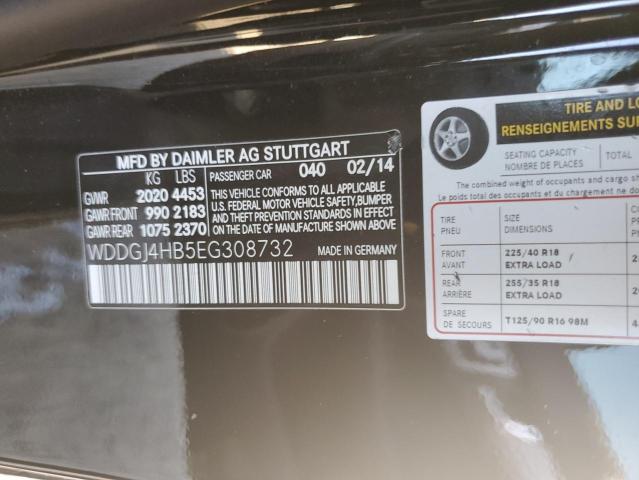 MFD BY DAIMLER AG STUTTGART
KG LBS PASSENGER CAR 040 02/14
GVWR 2020 4453
GAWR FRONT 990 2183
GAWR REAR 1075 2370
THIS VEHICLE CONFORMS TO ALL APPLICABLE
U.S. FEDERAL MOTOR VEHICLE SAFETY, BUMPER
AND THEFT PREVENTION STANDARDS IN EFFECT
ON THE DATE OF MANUFACTURE SHOWN ABOVE
WDDGJ4HB5EG308732 MADE IN GERMANY
TIRE AND LO
RENSEIGNEMENTS SUR
SEATING CAPACITY TOTAL
NOMBRE DE PLACES
The combined weight of occupants and cargo sh
Le poids total des occupants et du chargement ne
TIRE SIZE
PNEU DIMENSIONS
FRONT 225/40 R18
AVANT EXTRA LOAD
REAR 255/35 R18
ARRIÈRE EXTRA LOAD
SPARE
DE SECOURS T125/90 R16 98M